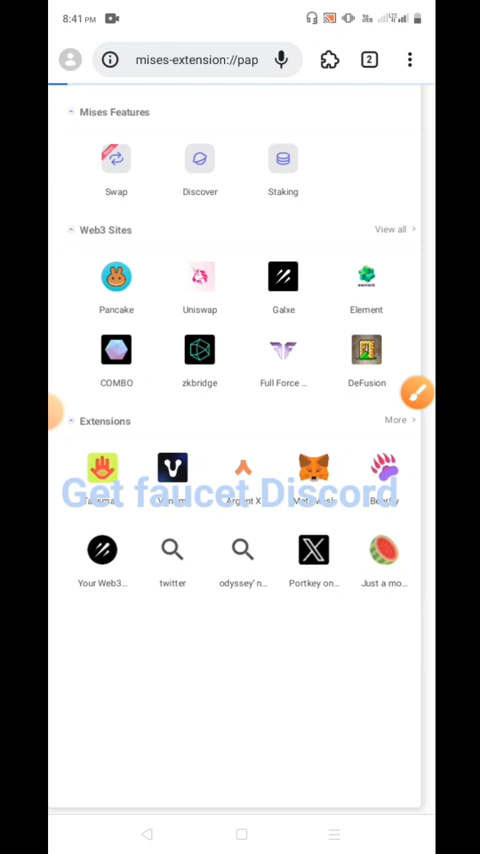 8:41 PM
mises-extension://pap
2
Mises Features
Swap
Discover
Staking
Web3 Sites
View all
Pancake
Uniswap
Galxe
Element
COMBO
zkbridge
Full Force ...
DeFusion
Extensions
More
Argent X
Get faucet Discord
Your Web3...
twitter
odyssey' n...
Portkey on...
Just a mo...